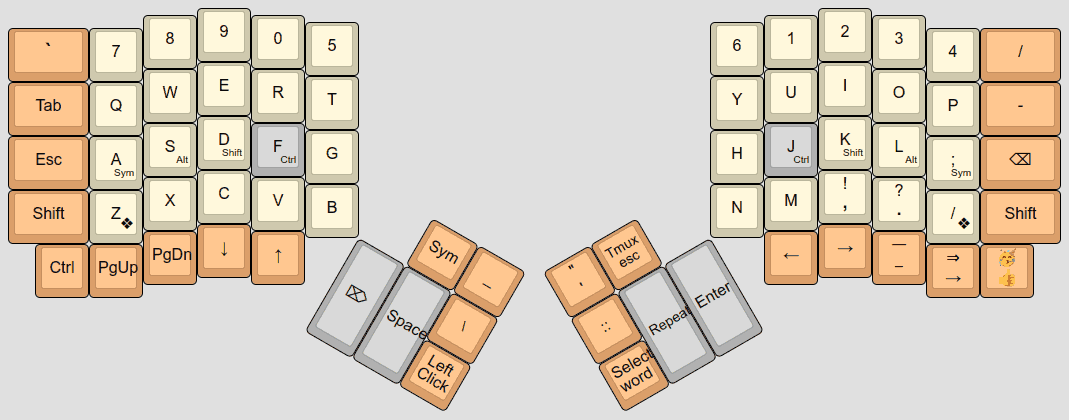 ` 7 8 9 0 5
Tab Q W E R T
Esc A Sym S Alt D Shift F Ctrl G
Shift Z ❖ X C V B
Ctrl PgUp PgDn ↓ ↑
⌦ Space Sym _
|
Left
Click
6 1 2 3 4 /
Y U I O P -
H J Ctrl K Shift L Alt ; Sym ⌫
N M ! , ? . / ❖ Shift
← → — – ⇒ → 🥳 👍
" ' Tmux
esc
:: Repeat Enter
Select
word